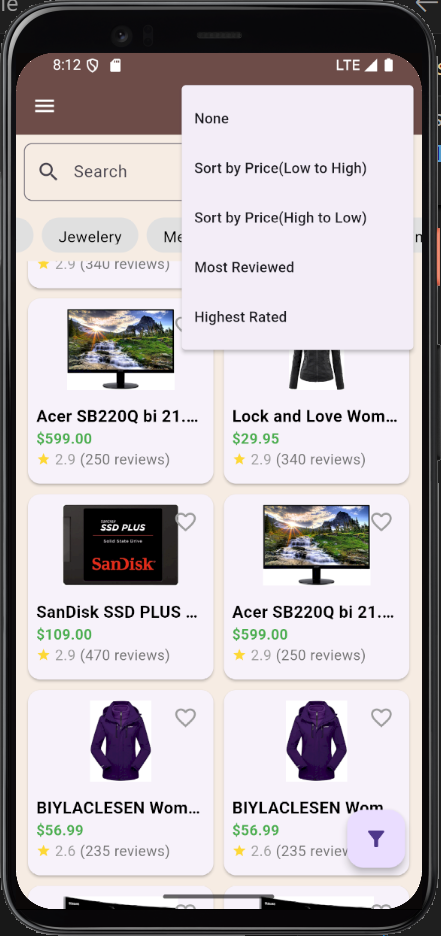 le
8:12
LTE
None
Sort by Price(Low to High)
Sort by Price(High to Low)
Most Reviewed
Highest Rated
Search
Jewelery
Me
2.9 (340 reviews)
Acer SB220Q bi 21....
$599.00
2.9 (250 reviews)
Lock and Love Wom...
$29.95
2.9 (340 reviews)
SSD PLUS
Solid State Drive
SanDisk
SanDisk SSD PLUS ...
$109.00
2.9 (470 reviews)
Acer SB220Q bi 21....
$599.00
2.9 (250 reviews)
BIYLACLESEN Wom...
$56.99
2.6 (235 reviews)
BIYLACLESEN Wom
$56.99
2.6 (235 review